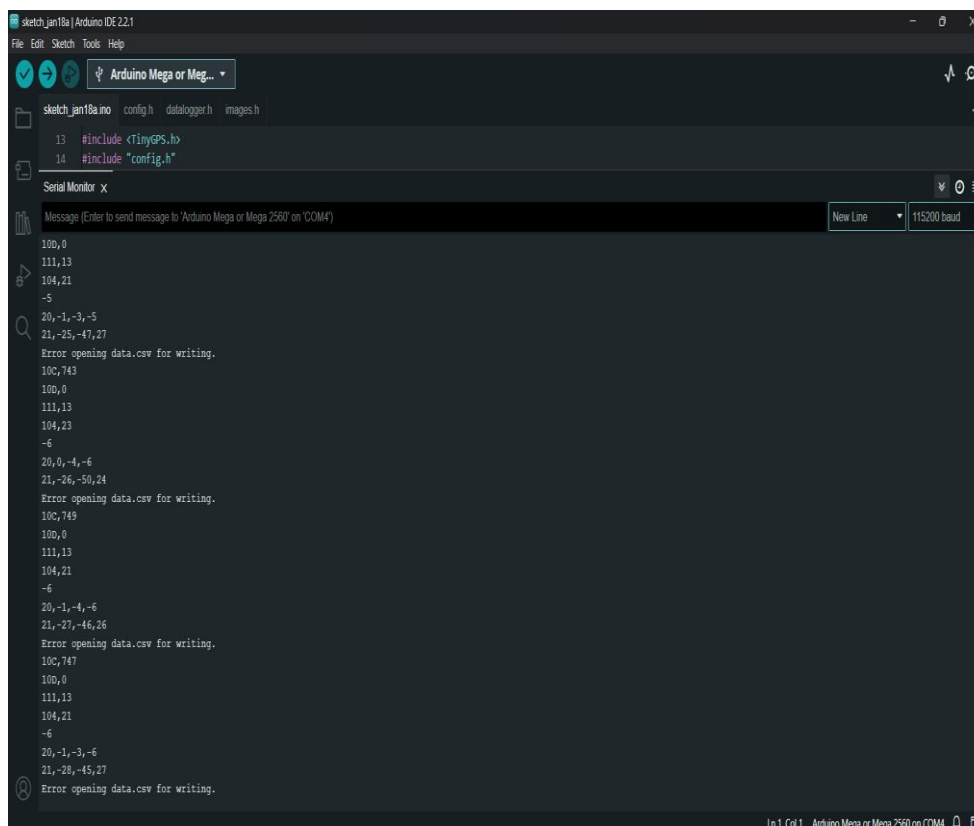 sketch_jan18a | Arduino IDE 2.2.1
File Edit Sketch Tools Help
Arduino Mega or Meg...
sketch_jan18a.ino config.h datalogger.h images.h
13 #include <TinyGPS.h>
14 #include "config.h"
Serial Monitor x
Message (Enter to send message to 'Arduino Mega or Mega 2560' on 'COM4')
New Line 115200 baud
10D,0
111,13
104,21
-5
20,-1,-3,-5
21,-25,-47,27
Error opening data.csv for writing.
10C,743
10D,0
111,13
104,23
-6
20,0,-4,-6
21,-26,-50,24
Error opening data.csv for writing.
10C,749
10D,0
111,13
104,21
-6
20,-1,-4,-6
21,-27,-46,26
Error opening data.csv for writing.
10C,747
10D,0
111,13
104,21
-6
20,-1,-3,-6
21,-28,-45,27
Error opening data.csv for writing.
Ln 1, Col 1 Arduino Mega or Mega 2560 on COM4